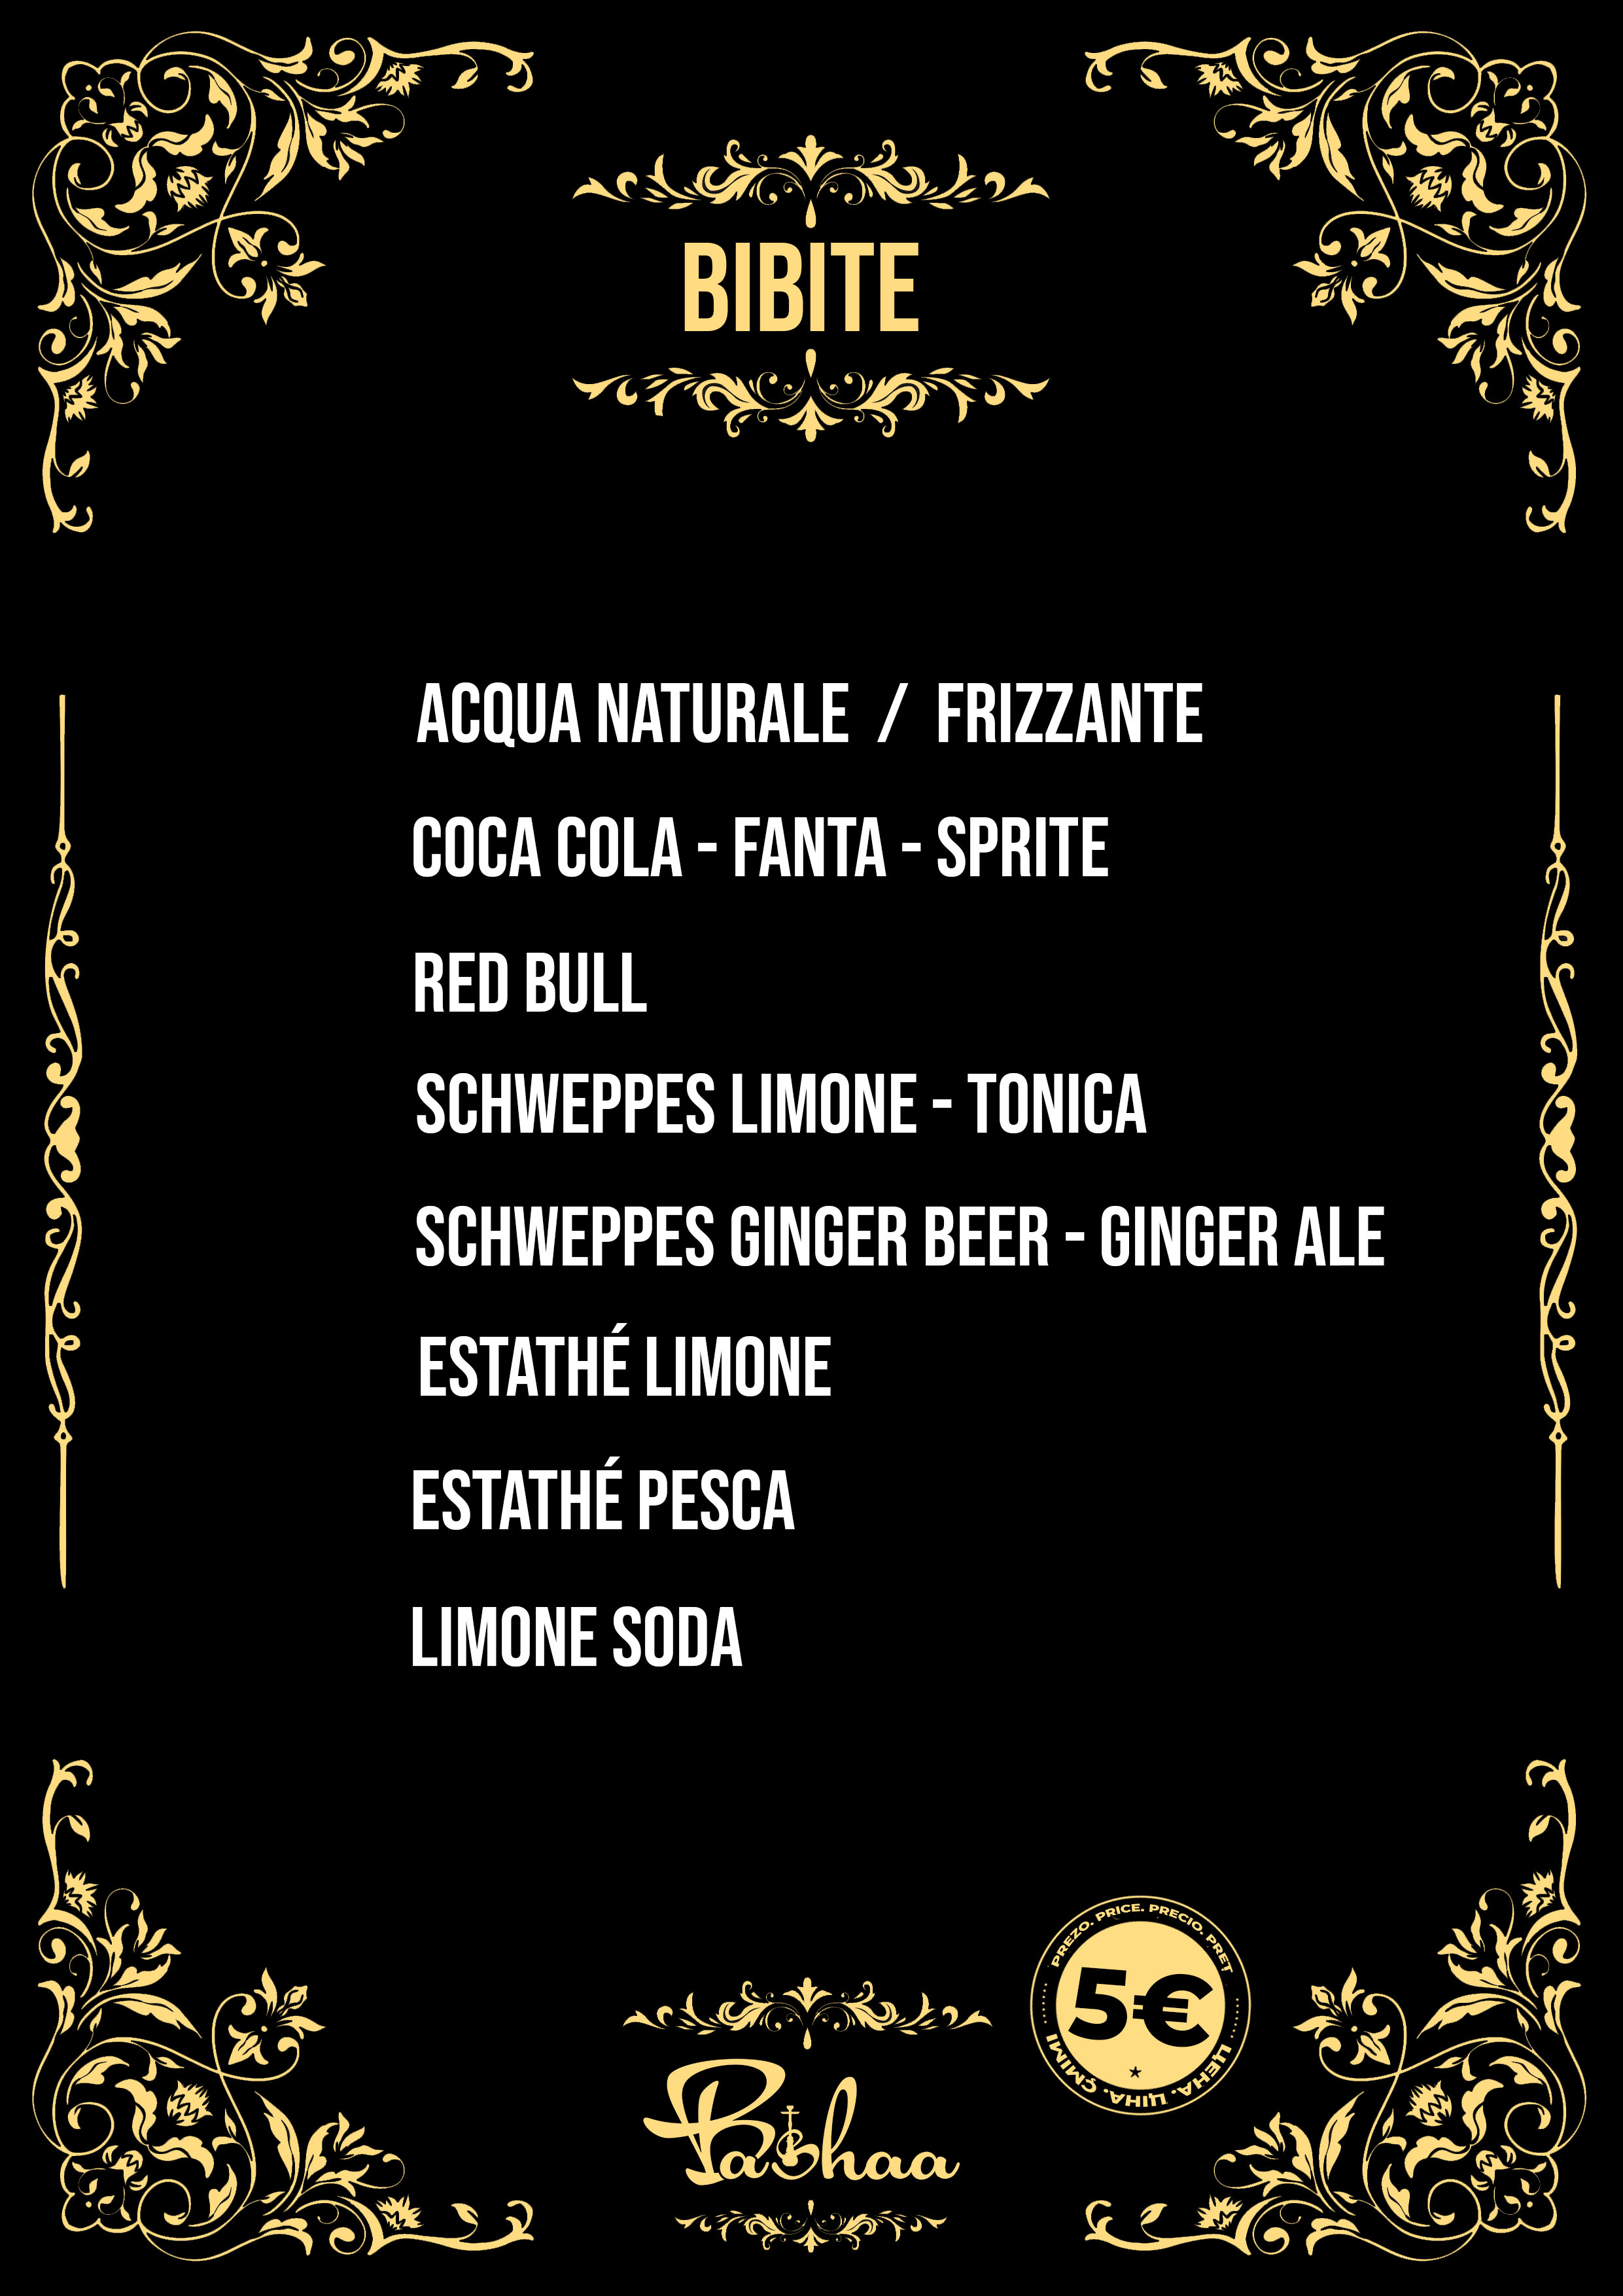 BIBITE
ACQUA NATURALE / FRIZZANTE
COCA COLA - FANTA - SPRITE
RED BULL
SCHWEPPES LIMONE - TONICA
SCHWEPPES GINGER BEER - GINGER ALE
ESTATHÉ LIMONE
ESTATHÉ PESCA
LIMONE SODA
PREZO. PRICE. PRECIO. PREȚ
5€
ЦЕНА. ЦІНА. ÇMIMI
Pashaa